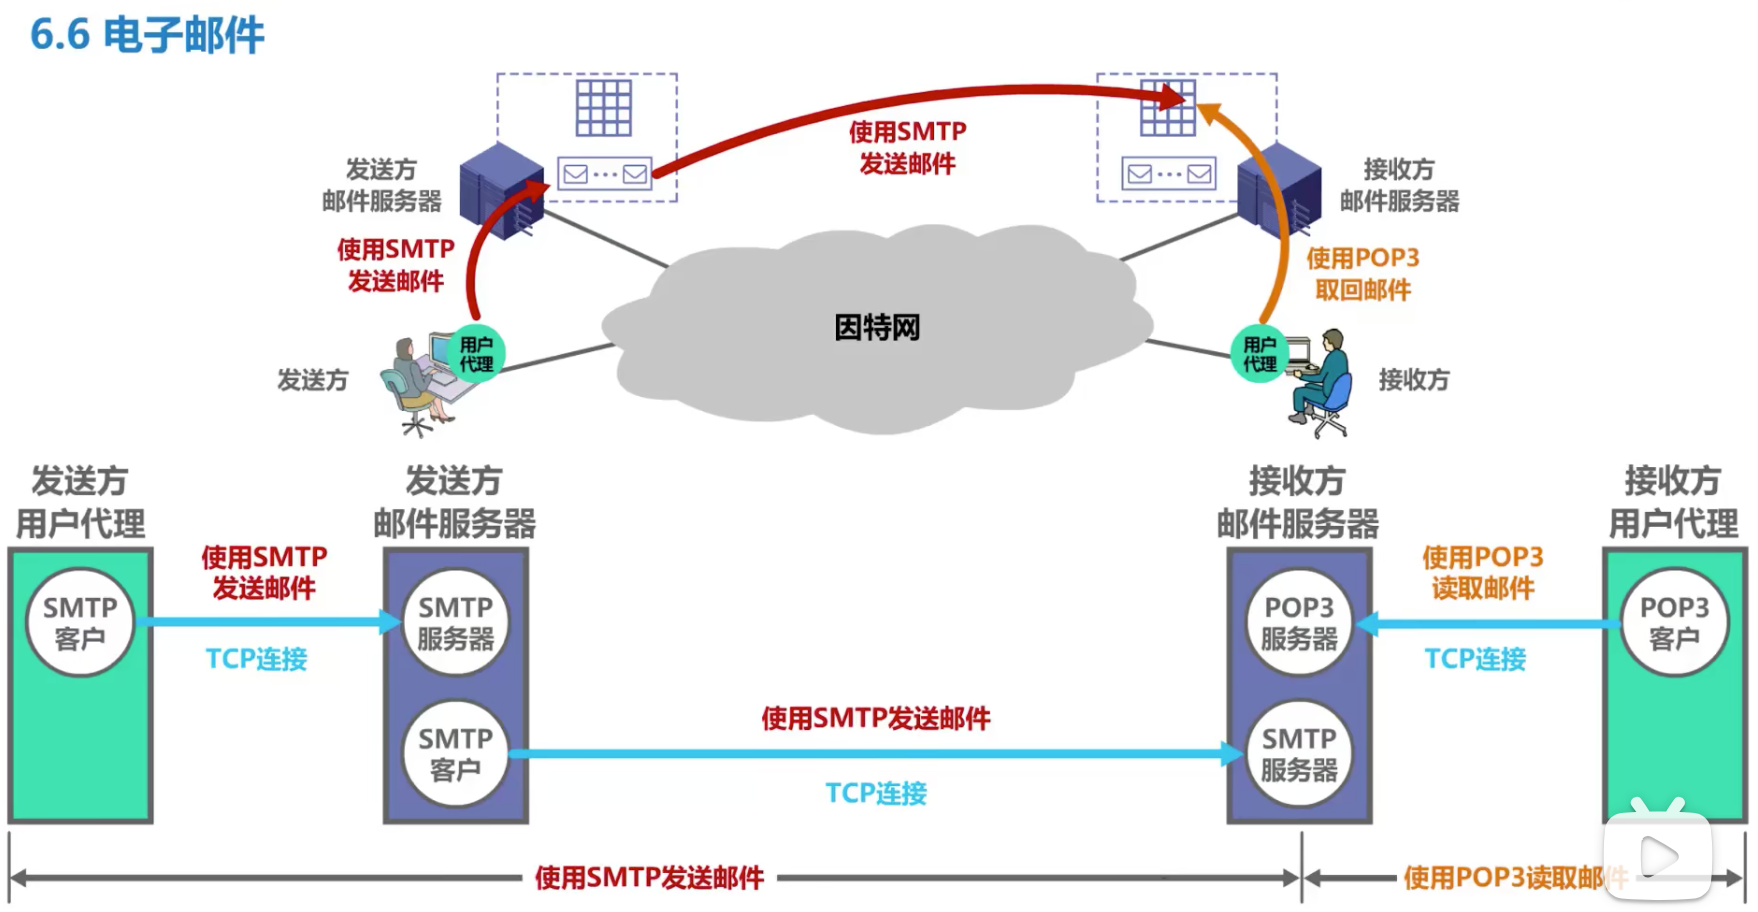 6.6 电子邮件
使用SMTP
发送邮件
发送方
邮件服务器
接收方
邮件服务器
使用SMTP
发送邮件
使用POP3
取回邮件
因特网
用户
代理
用户
代理
发送方
接收方
发送方
用户代理
发送方
邮件服务器
接收方
邮件服务器
接收方
用户代理
使用SMTP
发送邮件
使用POP3
读取邮件
SMTP
客户
SMTP
服务器
POP3
服务器
POP3
客户
TCP连接
TCP连接
使用SMTP发送邮件
SMTP
客户
SMTP
服务器
TCP连接
使用SMTP发送邮件
使用POP3读取邮件